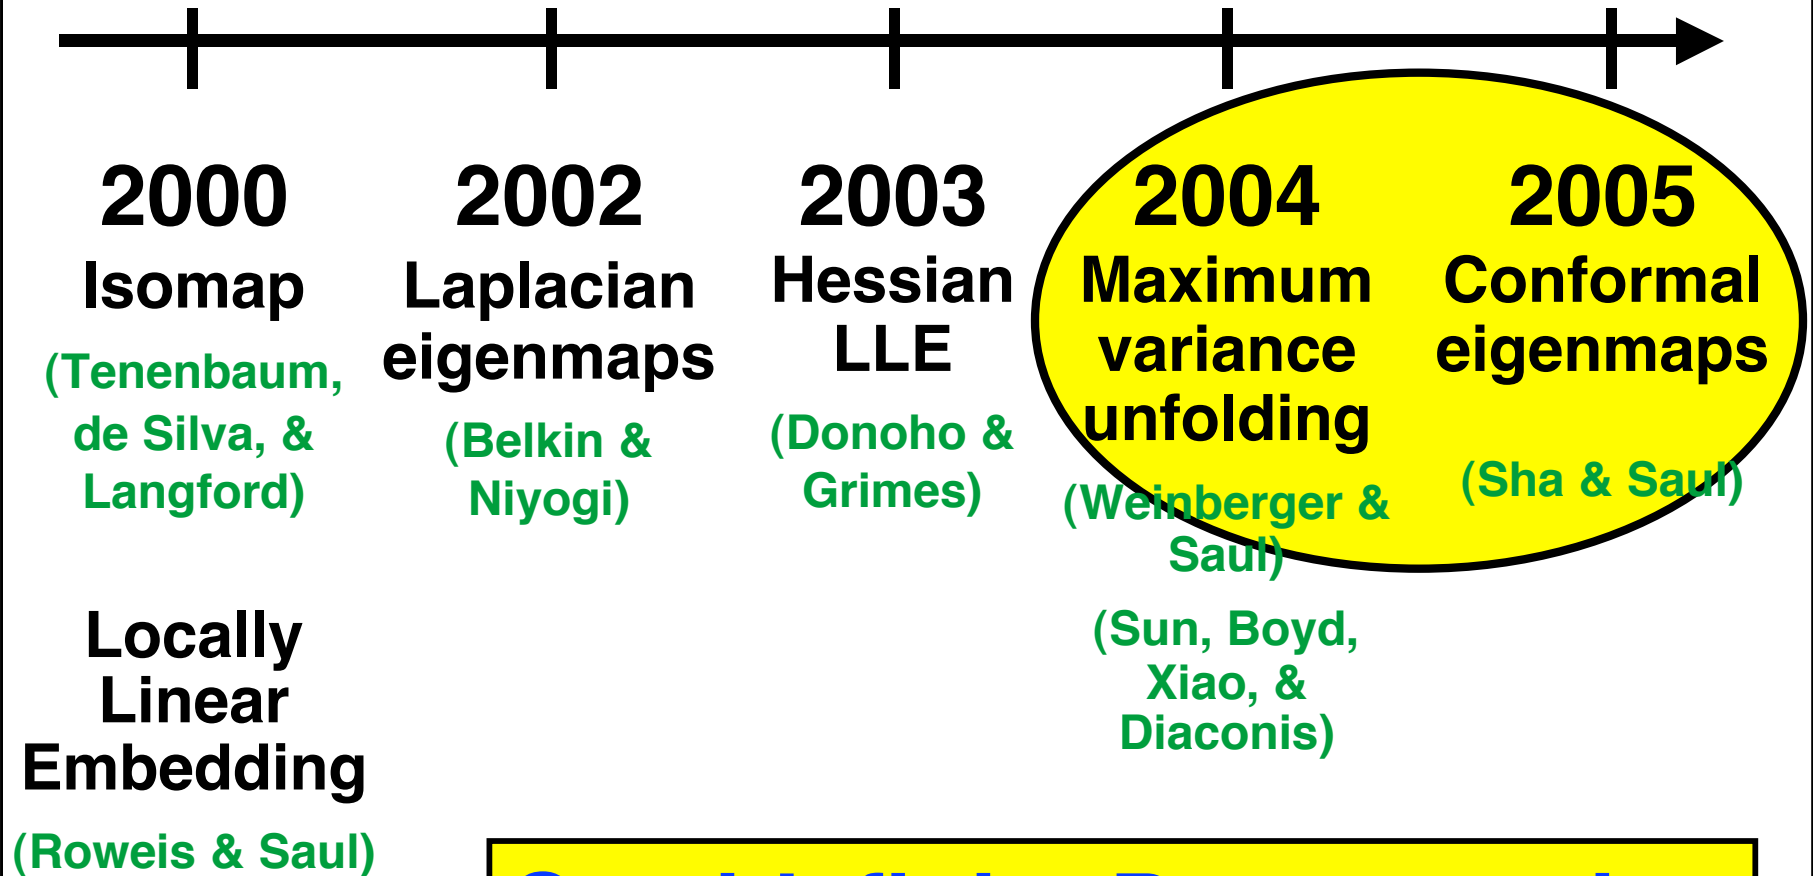 2000
Isomap
(Tenenbaum,
de Silva, &
Langford)
Locally
Linear
Embedding
(Roweis & Saul)
2002
Laplacian
eigenmaps
(Belkin &
Niyogi)
2003
Hessian
LLE
(Donoho &
Grimes)
2004
Maximum
variance
unfolding
(Weinberger &
Saul)
(Sun, Boyd,
Xiao, &
Diaconis)
2005
Conformal
eigenmaps
(Sha & Saul)